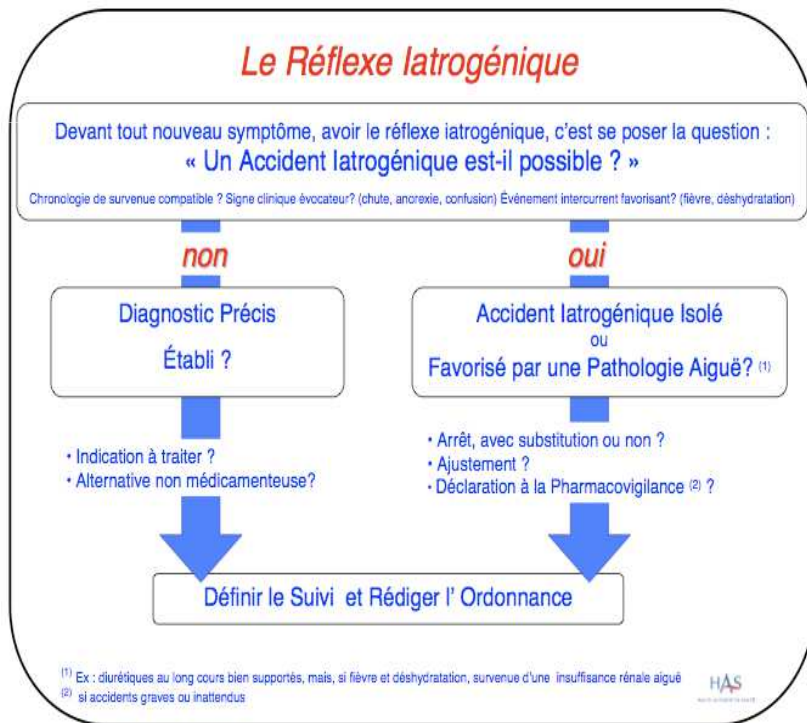 Le Réflexe Iatrogénique
Devant tout nouveau symptôme, avoir le réflexe iatrogénique, c'est se poser la question :
« Un Accident Iatrogénique est-il possible ? »
Chronologie de survenue compatible ? Signe clinique évocateur? (chute, anorexie, confusion) Événement intercurrent favorisant? (fièvre, déshydratation)
non
oui
Diagnostic Précis
Établi ?
Accident Iatrogénique Isolé
ou
Favorisé par une Pathologie Aiguë? (1)
• Indication à traiter ?
• Alternative non médicamenteuse?
• Arrêt, avec substitution ou non ?
• Ajustement ?
• Déclaration à la Pharmacovigilance (2) ?
Définir le Suivi et Rédiger l' Ordonnance
(1) Ex : diurétiques au long cours bien supportés, mais, si fièvre et déshydratation, survenue d'une insuffisance rénale aiguë
(2) si accidents graves ou inattendus
HAS